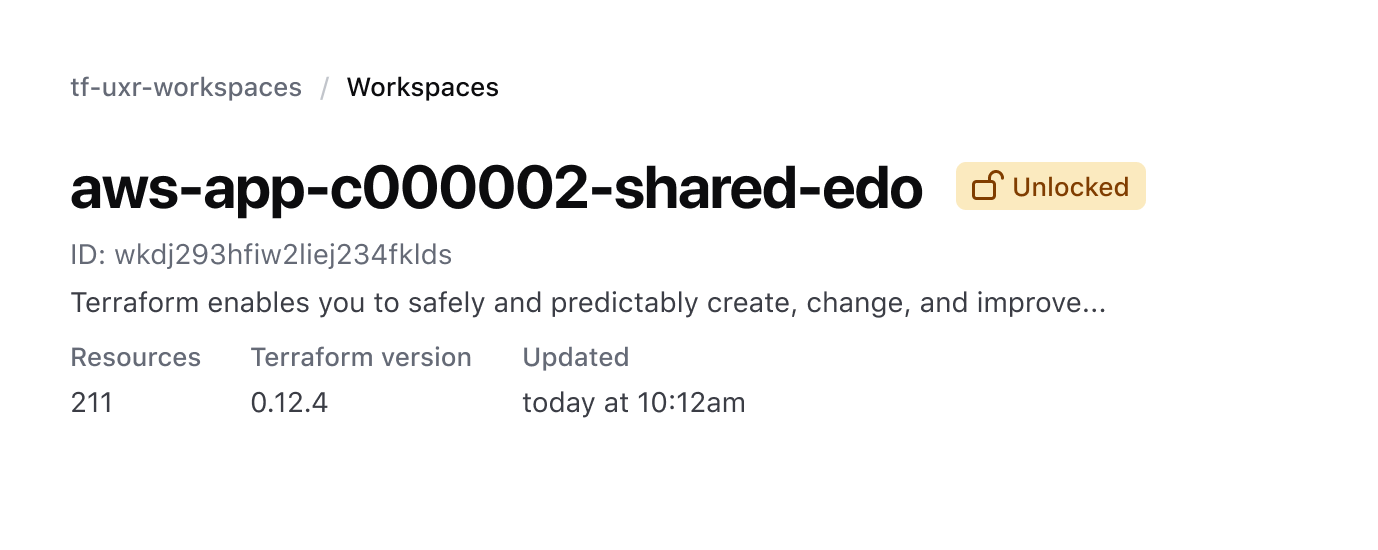 tf-uxr-workspaces / Workspaces
aws-app-c000002-shared-edo Unlocked
ID: wkdj293hfiw2liej234fklds
Terraform enables you to safely and predictably create, change, and improve...
Resources Terraform version Updated
211 0.12.4 today at 10:12am